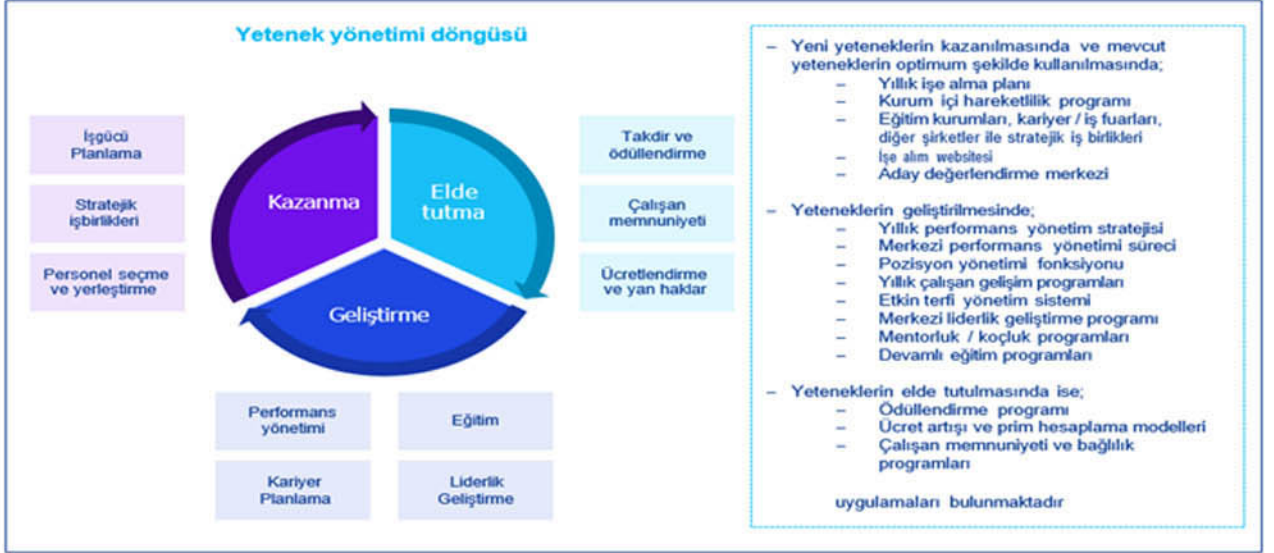 Yetenek yönetimi döngüsü
İşgücü
Planlama
Stratejik
işbirlikleri
Personel seçme
ve yerleştirme
Kazanma
Elde
tutma
Geliştirme
Takdir ve
ödüllendirme
Çalışan
memnuniyeti
Ücretlendirme
ve yan haklar
Performans
yönetimi
Eğitim
Kariyer
Planlama
Liderlik
Geliştirme
– Yeni yeteneklerin kazanılmasında ve mevcut
yeteneklerin optimum şekilde kullanılmasında;
– Yıllık işe alma planı
– Kurum içi hareketlilik programı
– Eğitim kurumları, kariyer / iş fuarları,
diğer şirketler ile stratejik iş birlikleri
– İşe alım websitesi
– Aday değerlendirme merkezi
– Yeteneklerin geliştirilmesinde;
– Yıllık performans yönetim stratejisi
– Merkezi performans yönetimi süreci
– Pozisyon yönetimi fonksiyonu
– Yıllık çalışan gelişim programları
– Etkin terfi yönetim sistemi
– Merkezi liderlik geliştirme programı
– Mentorluk / koçluk programları
– Devamlı eğitim programları
– Yeteneklerin elde tutulmasında ise;
– Ödüllendirme programı
– Ücret artışı ve prim hesaplama modelleri
– Çalışan memnuniyeti ve bağlılık
programları
uygulamaları bulunmaktadır